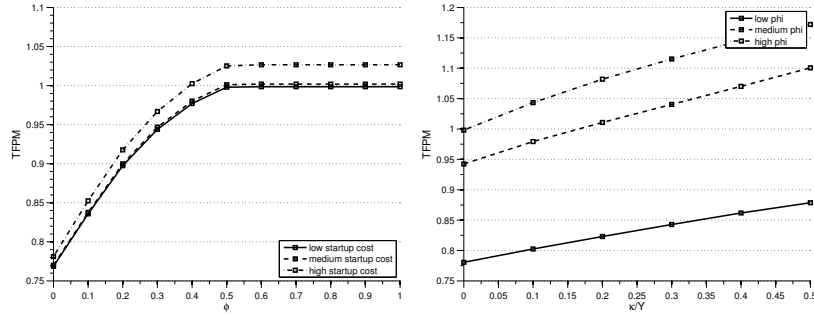 1.1
1.05
1
0.95
0.9
0.85
0.8
0.75
TFPM
0 0.1 0.2 0.3 0.4 0.5 0.6 0.7 0.8 0.9 1
φ
low startup cost
medium startup cost
high startup cost
1.2
1.15
1.1
1.05
1
0.95
0.9
0.85
0.8
0.75
TFPM
0 0.05 0.1 0.15 0.2 0.25 0.3 0.35 0.4 0.45 0.5
κ/Y
low phi
medium phi
high phi